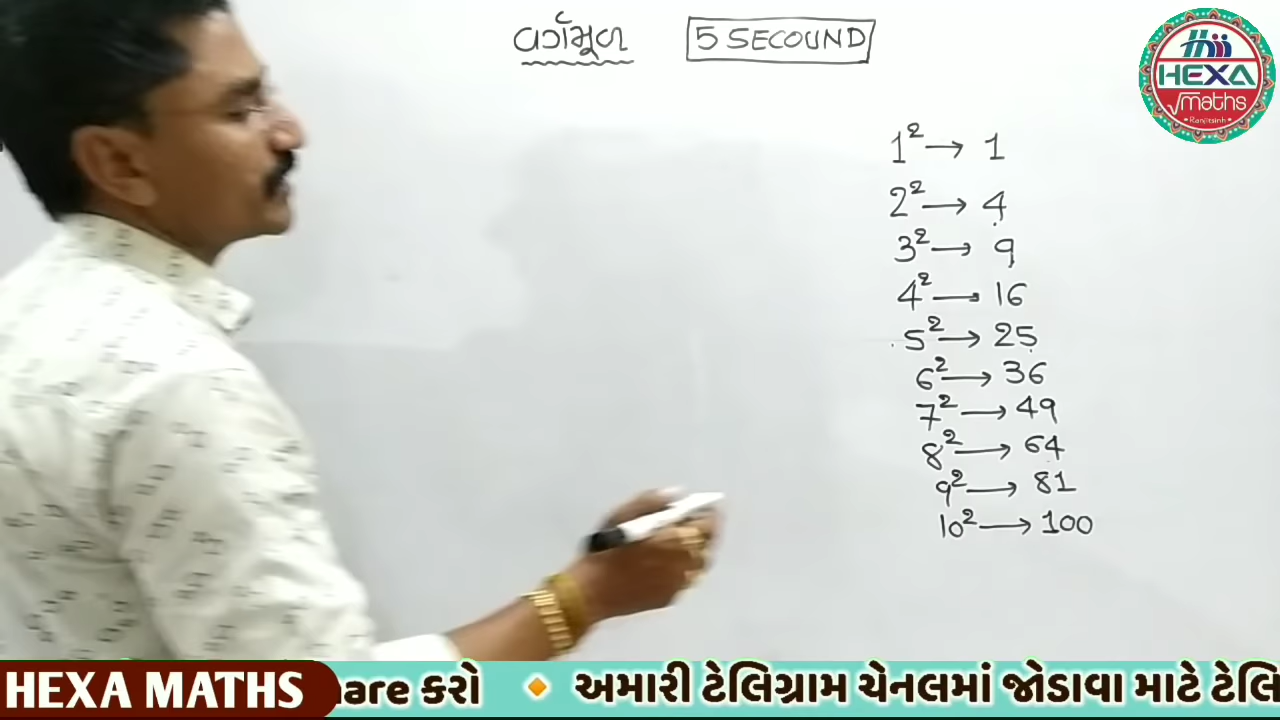 વર્ગમૂળ 5 SECOUND
HEXA
√maths
Ranjitsinh
1² → 1
2² → 4
3² → 9
4² → 16
5² → 25
6² → 36
7² → 49
8² → 64
9² → 81
10² → 100
HEXA MATHS are કરો 🔸 અમારી ટેલિગ્રામ ચેનલમાં જોડાવા માટે ટેલિ